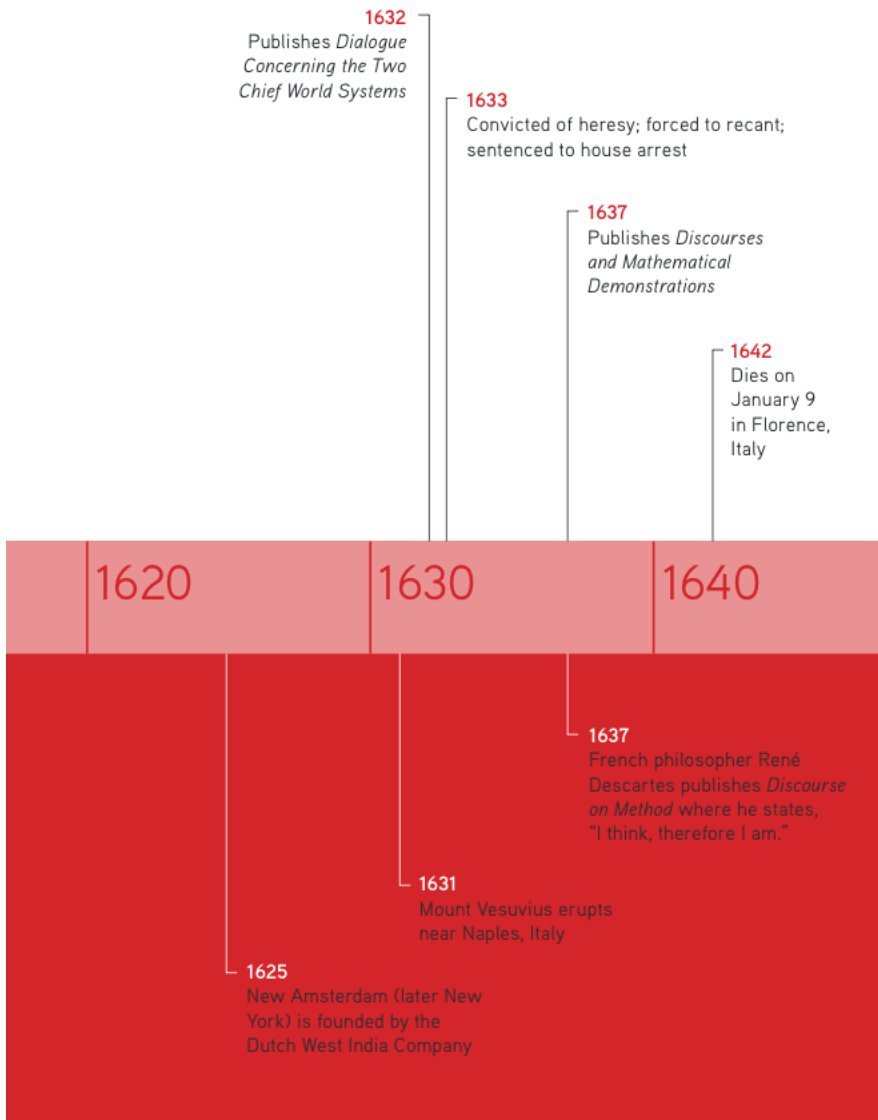 1632
Publishes Dialogue
Concerning the Two
Chief World Systems
1633
Convicted of heresy; forced to recant;
sentenced to house arrest
1637
Publishes Discourses
and Mathematical
Demonstrations
1642
Dies on
January 9
in Florence,
Italy
1620
1630
1640
1637
French philosopher René
Descartes publishes Discourse
on Method where he states,
“I think, therefore I am.”
1631
Mount Vesuvius erupts
near Naples, Italy
1625
New Amsterdam (later New
York) is founded by the
Dutch West India Company